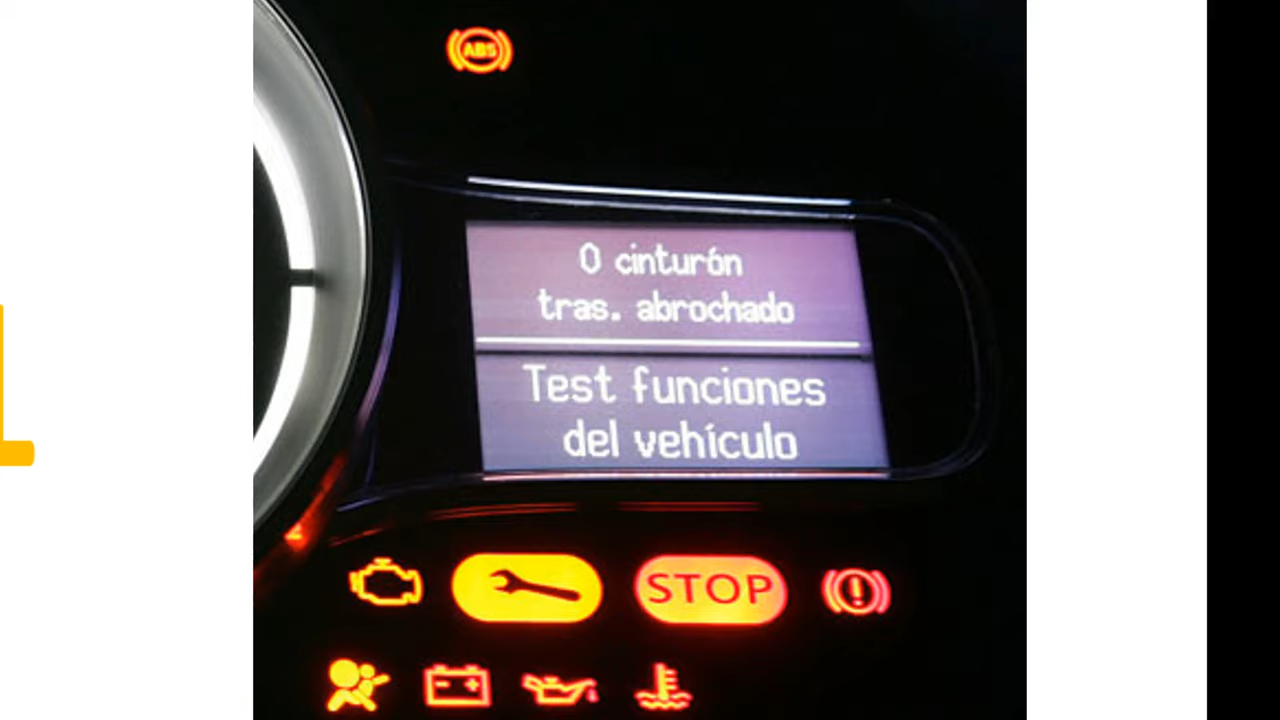 ABS
0 cinturón
tras. abrochado
Test funciones
del vehículo
STOP